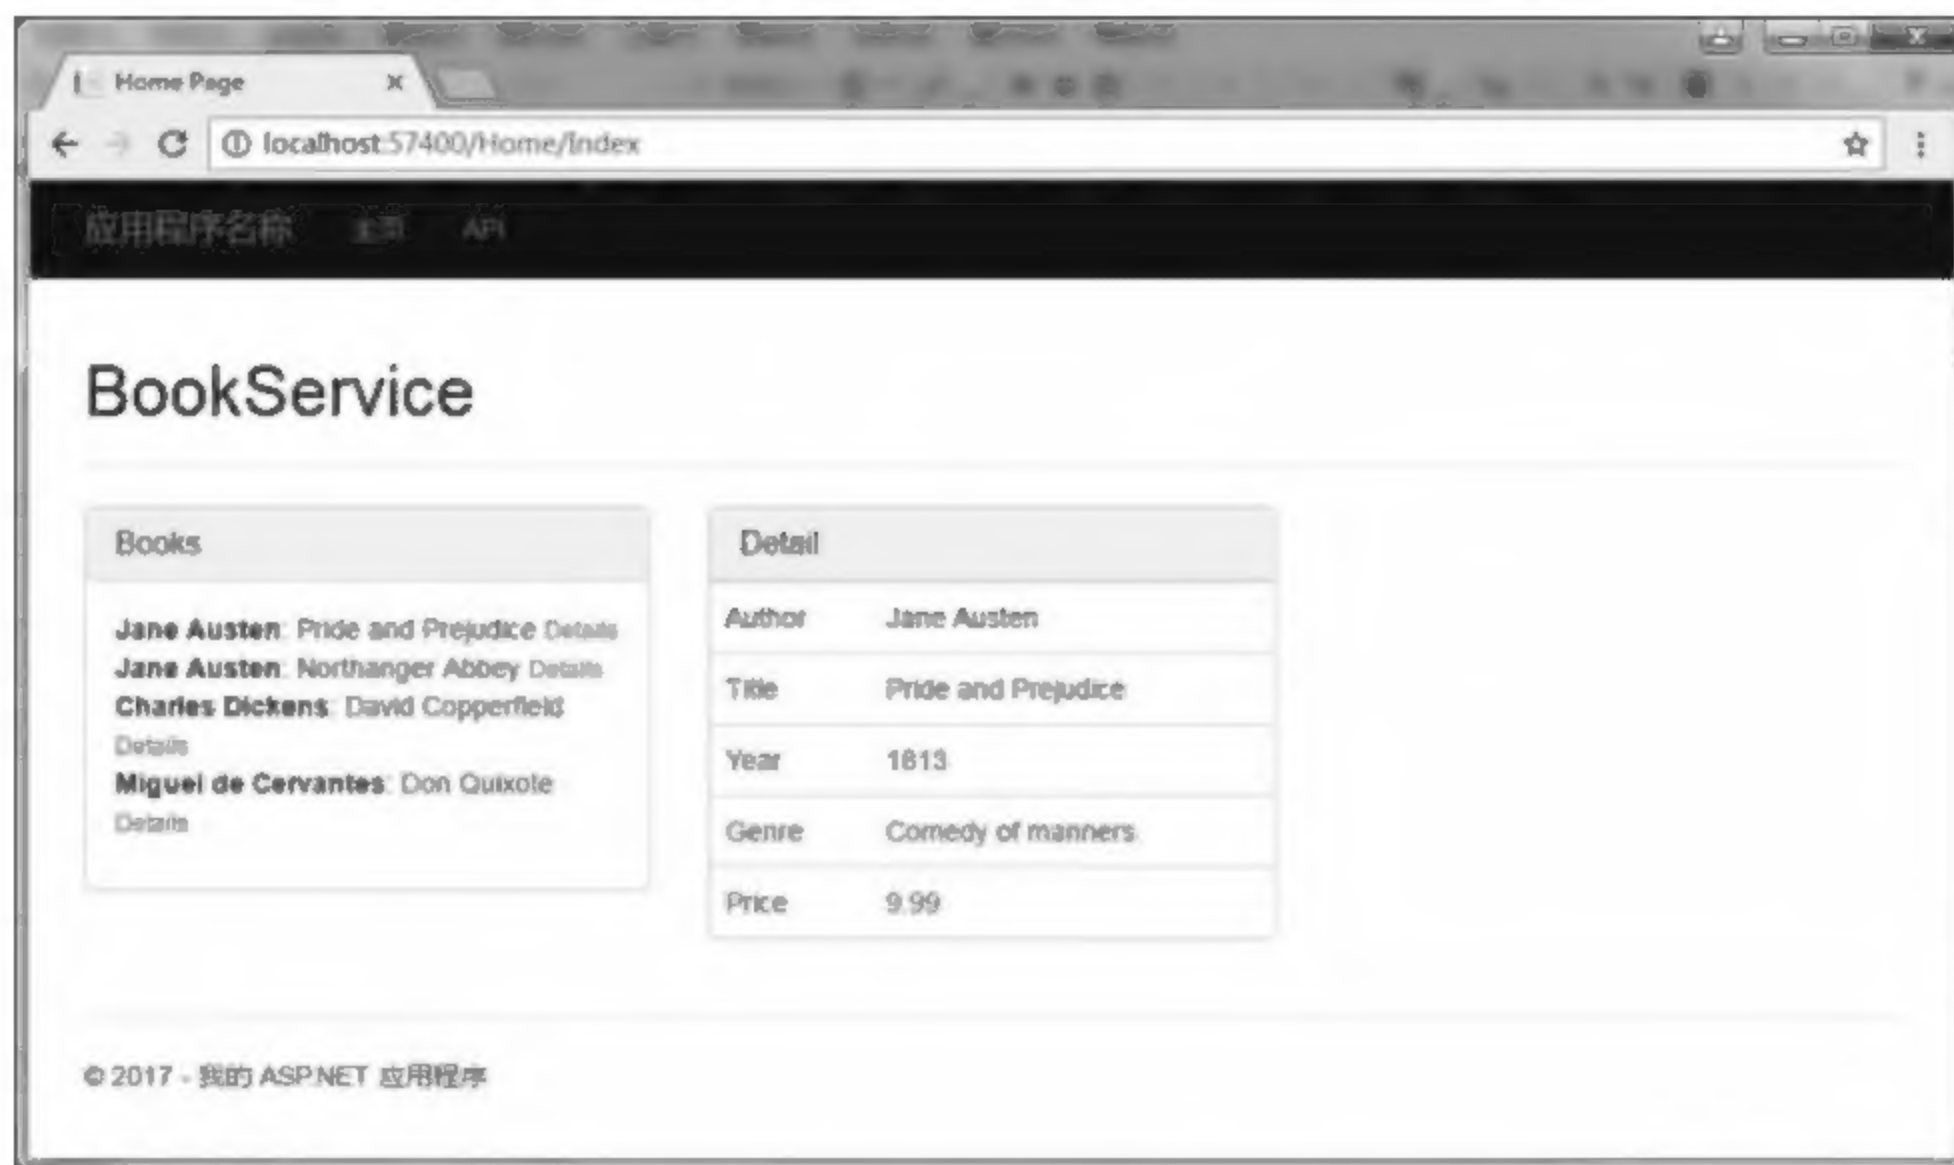 Home Page
localhost:57400/Home/Index
应用程序名称 主页 API
BookService
Books
Jane Austen: Pride and Prejudice Details
Jane Austen: Northanger Abbey Details
Charles Dickens: David Copperfield
Details
Miguel de Cervantes: Don Quixote
Details
Detail
Author Jane Austen
Title Pride and Prejudice
Year 1813
Genre Comedy of manners
Price 9.99
© 2017 - 我的 ASP.NET 应用程序